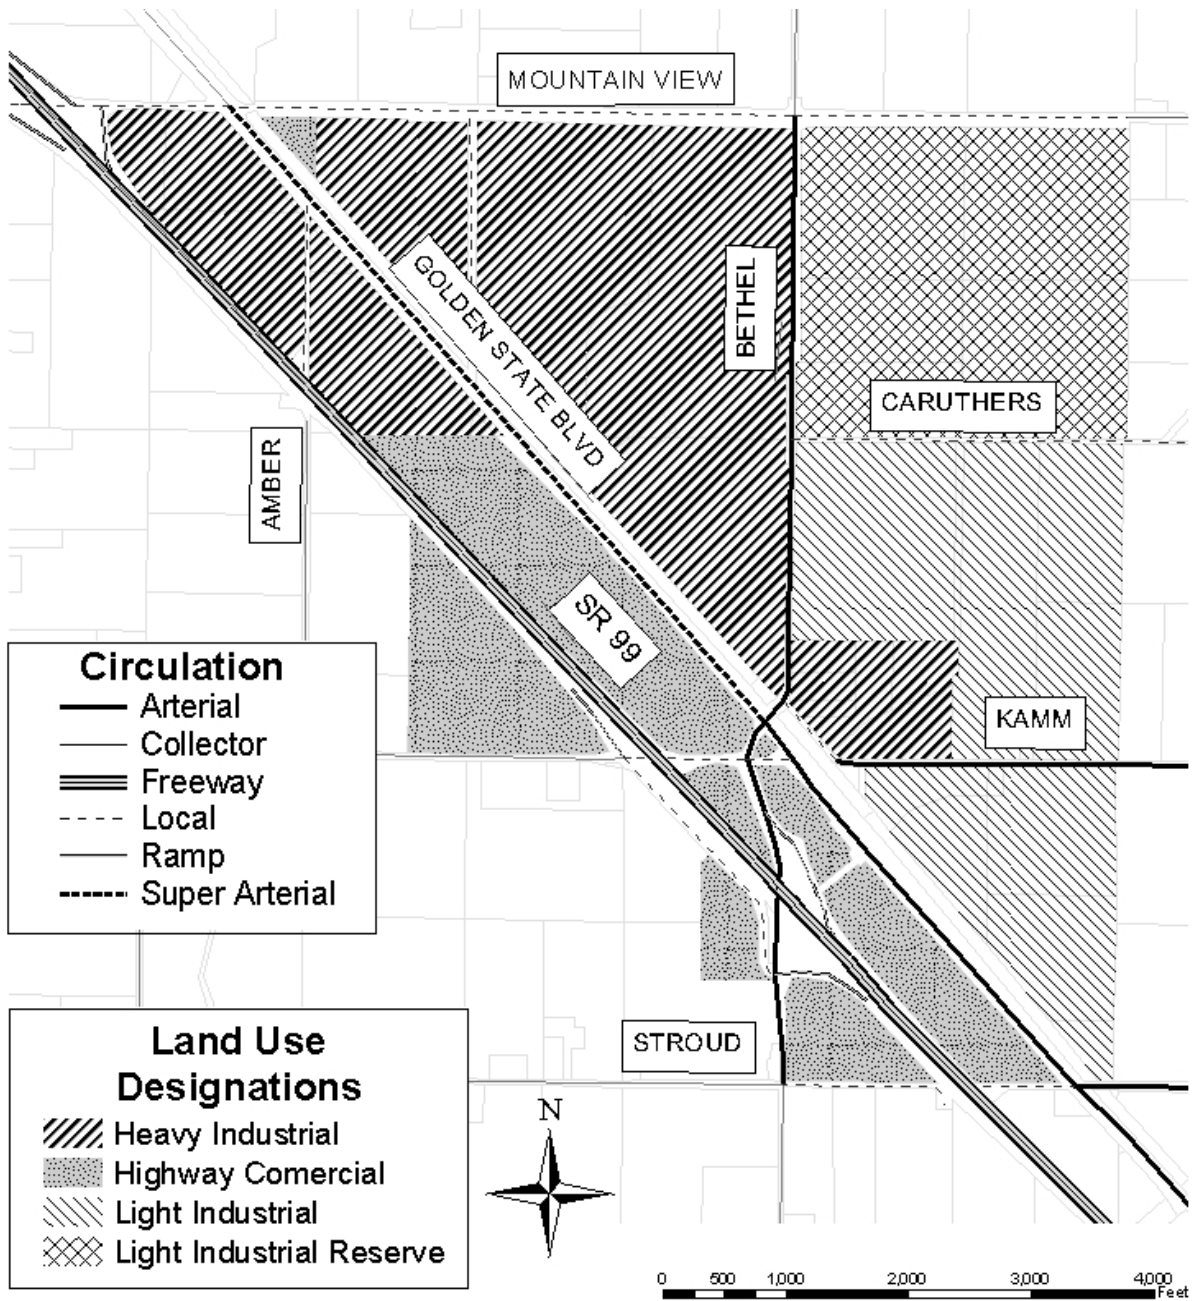 MOUNTAIN VIEW
GOLDEN STATE BLVD
BETHEL
CARUTHERS
AMBER
SR 99
KAMM
STROUD
Circulation
Arterial
Collector
Freeway
Local
Ramp
Super Arterial
Land Use
Designations
Heavy Industrial
Highway Comercial
Light Industrial
Light Industrial Reserve
N
0 500 1,000 2,000 3,000 4,000
Feet